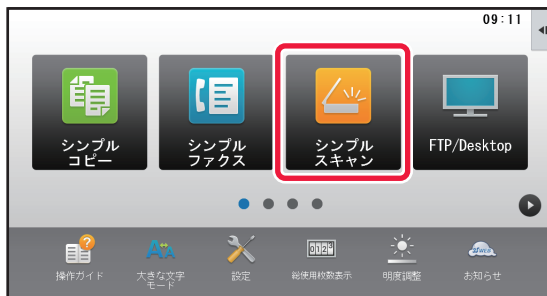 09:11
シンプル
コピー
シンプル
ファクス
シンプル
スキャン
FTP/Desktop
操作ガイド
大きな文字
モード
設定
総使用枚数表示
明度調整
お知らせ